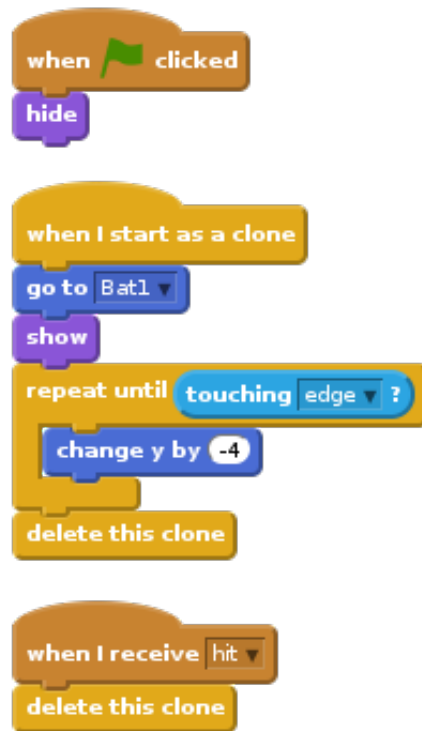 when clicked
hide
when I start as a clone
go to Bat1
show
repeat until touching edge ?
change y by -4
delete this clone
when I receive hit
delete this clone